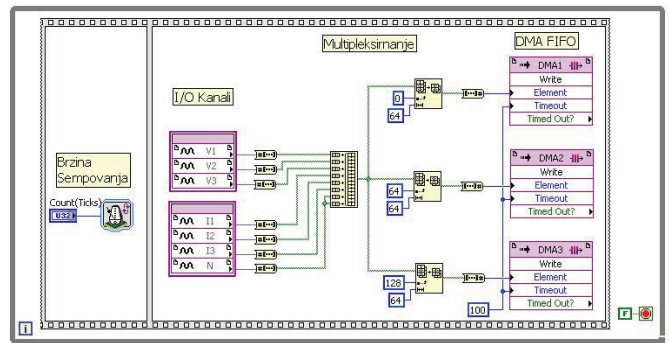 Multipleksirnanje
DMA FIFO
I/O Kanali
Brzina
Sempovanja
Count(Ticks)
U32
V1
V2
V3
I1
I2
I3
N
0
64
64
64
128
64
DMA1
Write
Element
Timeout
Timed Out?
DMA2
Write
Element
Timeout
Timed Out?
DMA3
Write
Element
Timeout
Timed Out?
100
i
F